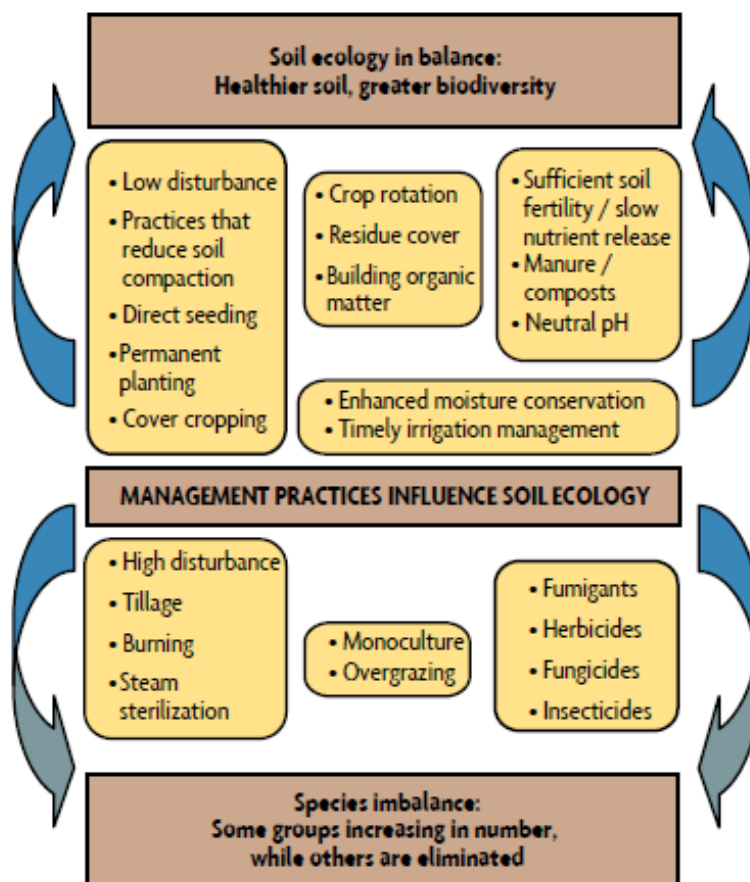 Soil ecology in balance:
Healthier soil, greater biodiversity
• Low disturbance
• Practices that
reduce soil
compaction
• Direct seeding
• Permanent
planting
• Cover cropping
• Crop rotation
• Residue cover
• Building organic
matter
• Sufficient soil
fertility / slow
nutrient release
• Manure /
composts
• Neutral pH
• Enhanced moisture conservation
• Timely irrigation management
MANAGEMENT PRACTICES INFLUENCE SOIL ECOLOGY
• High disturbance
• Tillage
• Burning
• Steam
sterilization
• Monoculture
• Overgrazing
• Fumigants
• Herbicides
• Fungicides
• Insecticides
Species imbalance:
Some groups increasing in number,
while others are eliminated